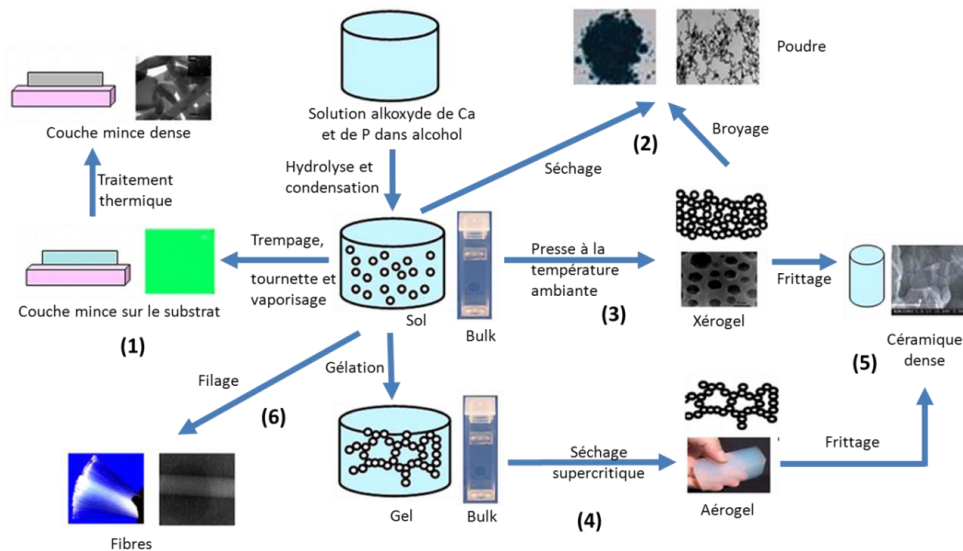 Solution alkoxyde de Ca
et de P dans alcohol
Hydrolyse et
condensation
Couche mince dense
Traitement
thermique
Trempage,
tournette et
vaporisage
Couche mince sur le substrat
(1)
Sol
Bulk
Séchage
(2)
Poudre
Broyage
Presse à la
température
ambiante
(3)
Xérogel
Frittage
(5)
Céramique
dense
Filage
(6)
Gélation
Fibres
Gel
Bulk
Séchage
supercritique
(4)
Aérogel
Frittage